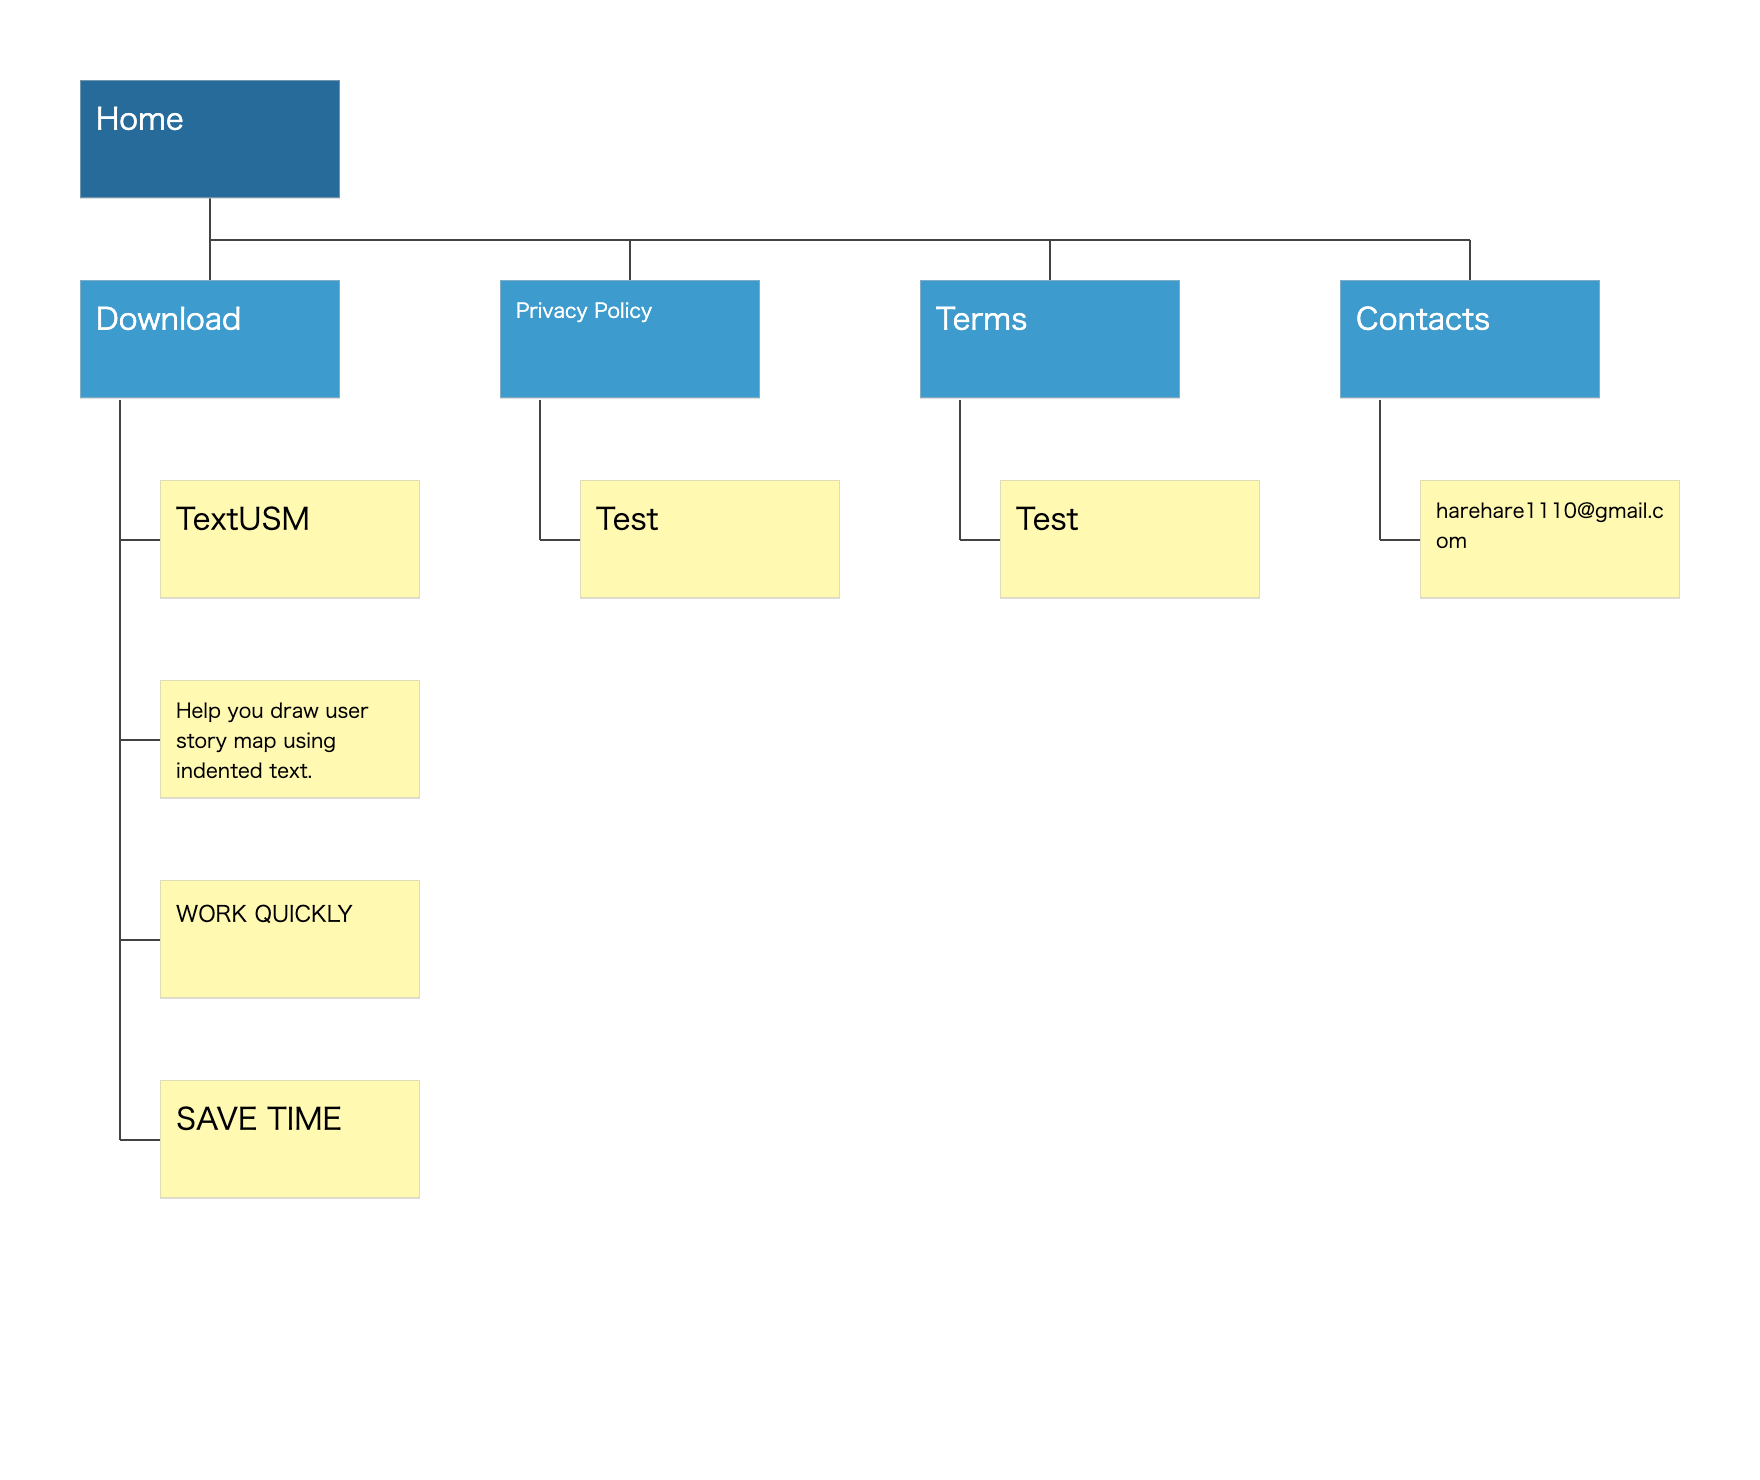 Home
Download
Privacy Policy
Terms
Contacts
TextUSM
Test
Test
harehare1110@gmail.c
om
Help you draw user
story map using
indented text.
WORK QUICKLY
SAVE TIME